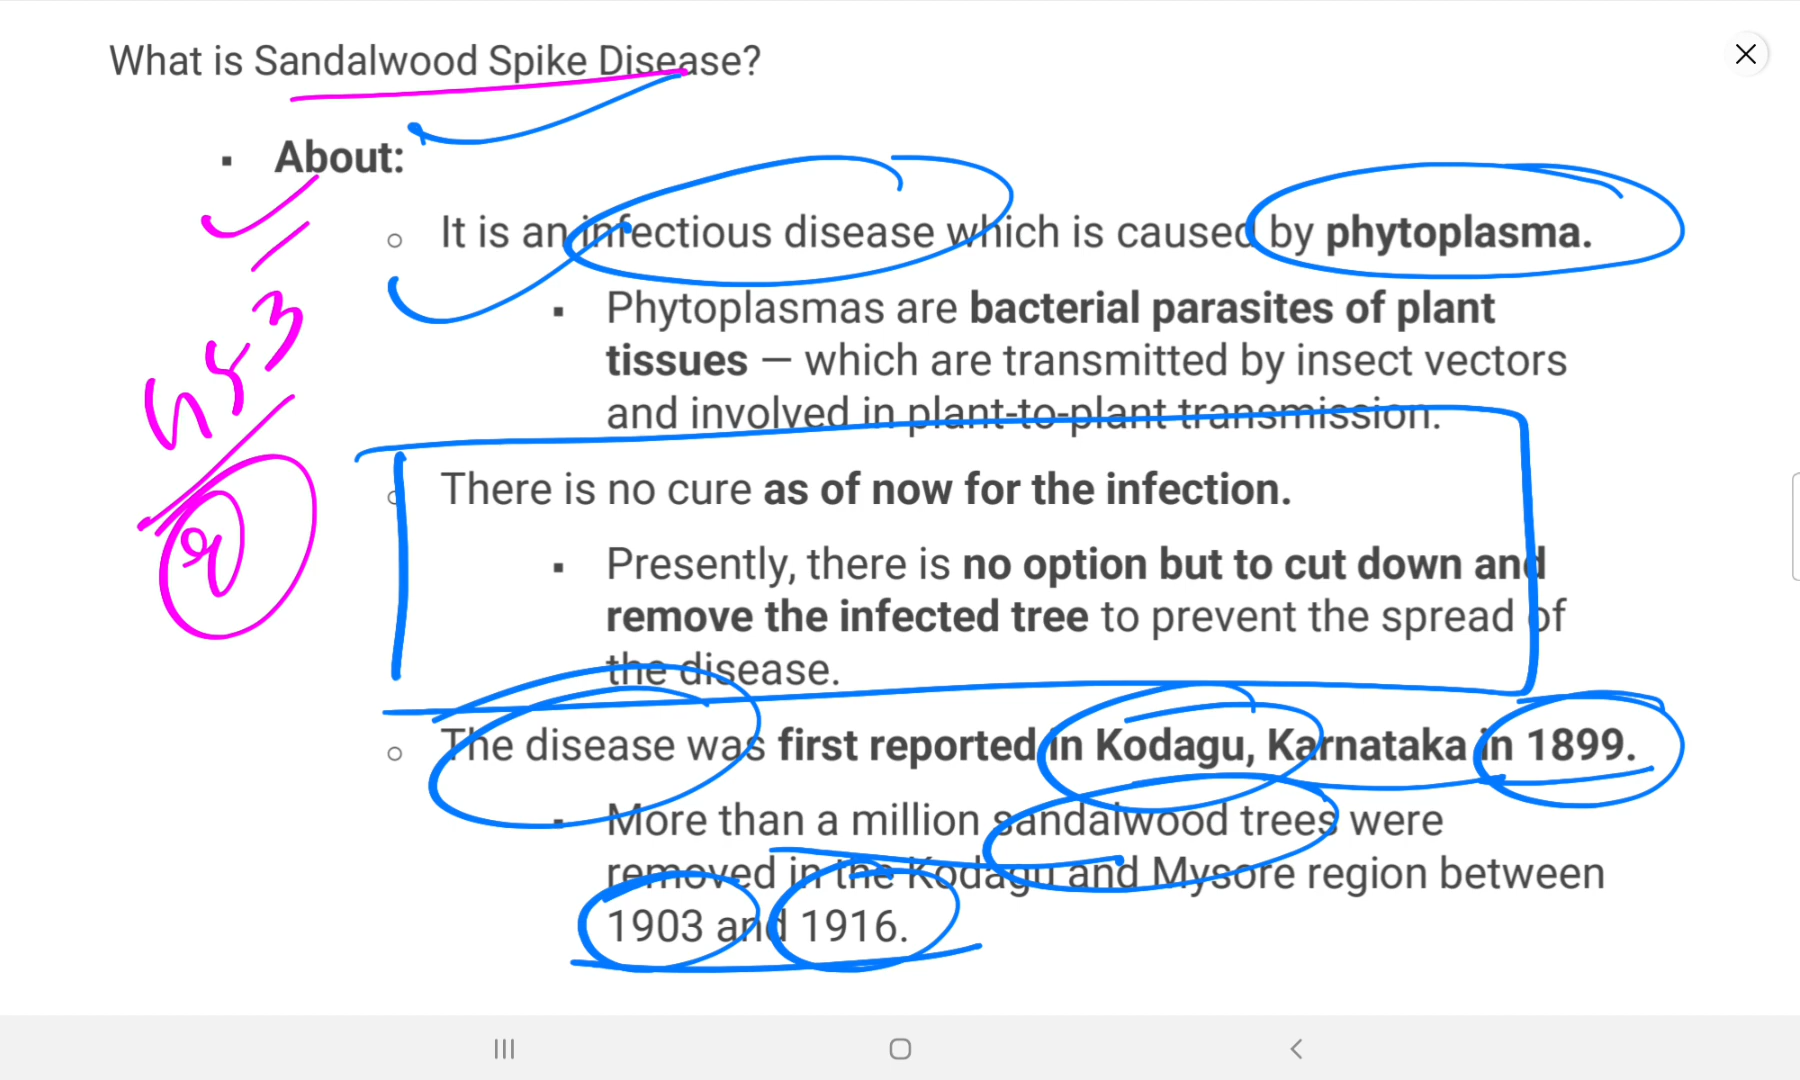 What is Sandalwood Spike Disease?
▪ About:
○ It is an infectious disease which is caused by phytoplasma.
▪ Phytoplasmas are bacterial parasites of plant
tissues — which are transmitted by insect vectors
and involved in plant-to-plant transmission.
○ There is no cure as of now for the infection.
▪ Presently, there is no option but to cut down and
remove the infected tree to prevent the spread of
the disease.
○ The disease was first reported in Kodagu, Karnataka in 1899.
▪ More than a million sandalwood trees were
removed in the Kodagu and Mysore region between
1903 and 1916.